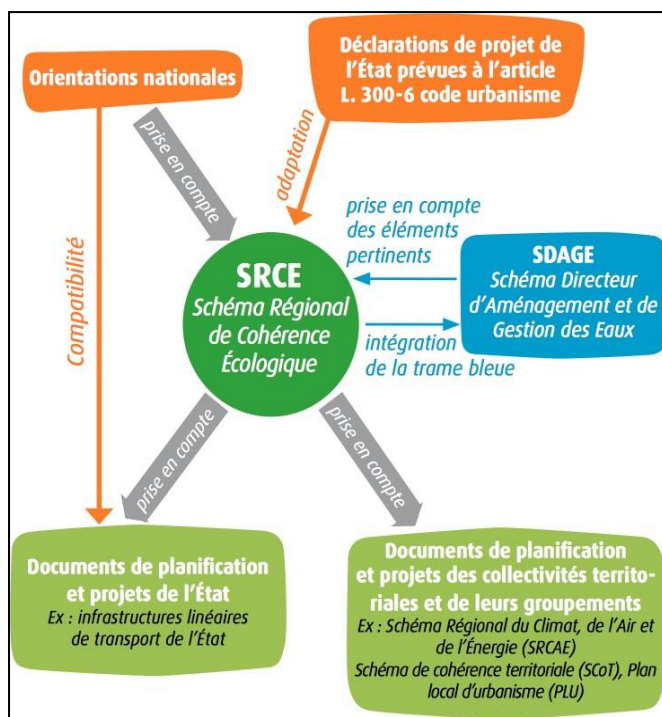 Orientations nationales
Déclarations de projet de
l'État prévues à l'article
L. 300-6 code urbanisme
prise en compte
adaptation
Compatibilité
prise en compte
des éléments
pertinents
SRCE
Schéma Régional
de Cohérence
Écologique
SDAGE
Schéma Directeur
d'Aménagement et de
Gestion des Eaux
intégration
de la trame bleue
prise en compte
prise en compte
Documents de planification
et projets de l'État
Ex : infrastructures linéaires
de transport de l'État
Documents de planification
et projets des collectivités territo-
riales et de leurs groupements
Ex : Schéma Régional du Climat, de l'Air et
de l'Énergie (SRCAE)
Schéma de cohérence territoriale (SCoT), Plan
local d'urbanisme (PLU)